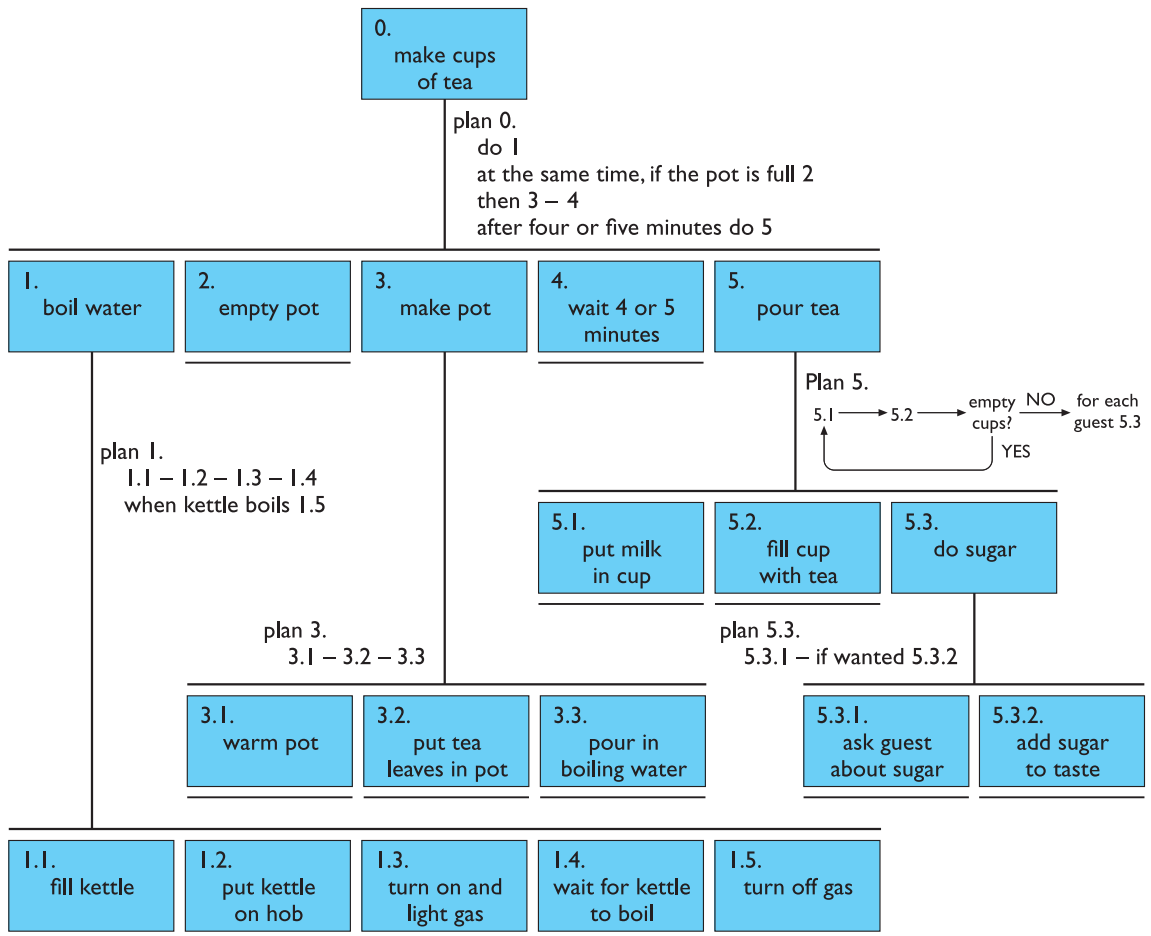 0.
make cups
of tea
plan 0.
do 1
at the same time, if the pot is full 2
then 3 – 4
after four or five minutes do 5
1.
boil water
2.
empty pot
3.
make pot
4.
wait 4 or 5
minutes
5.
pour tea
Plan 5.
5.1
5.2
empty
cups?
NO
for each
guest 5.3
YES
plan 1.
1.1 – 1.2 – 1.3 – 1.4
when kettle boils 1.5
5.1.
put milk
in cup
5.2.
fill cup
with tea
5.3.
do sugar
plan 3.
3.1 – 3.2 – 3.3
plan 5.3.
5.3.1 – if wanted 5.3.2
3.1.
warm pot
3.2.
put tea
leaves in pot
3.3.
pour in
boiling water
5.3.1.
ask guest
about sugar
5.3.2.
add sugar
to taste
1.1.
fill kettle
1.2.
put kettle
on hob
1.3.
turn on and
light gas
1.4.
wait for kettle
to boil
1.5.
turn off gas